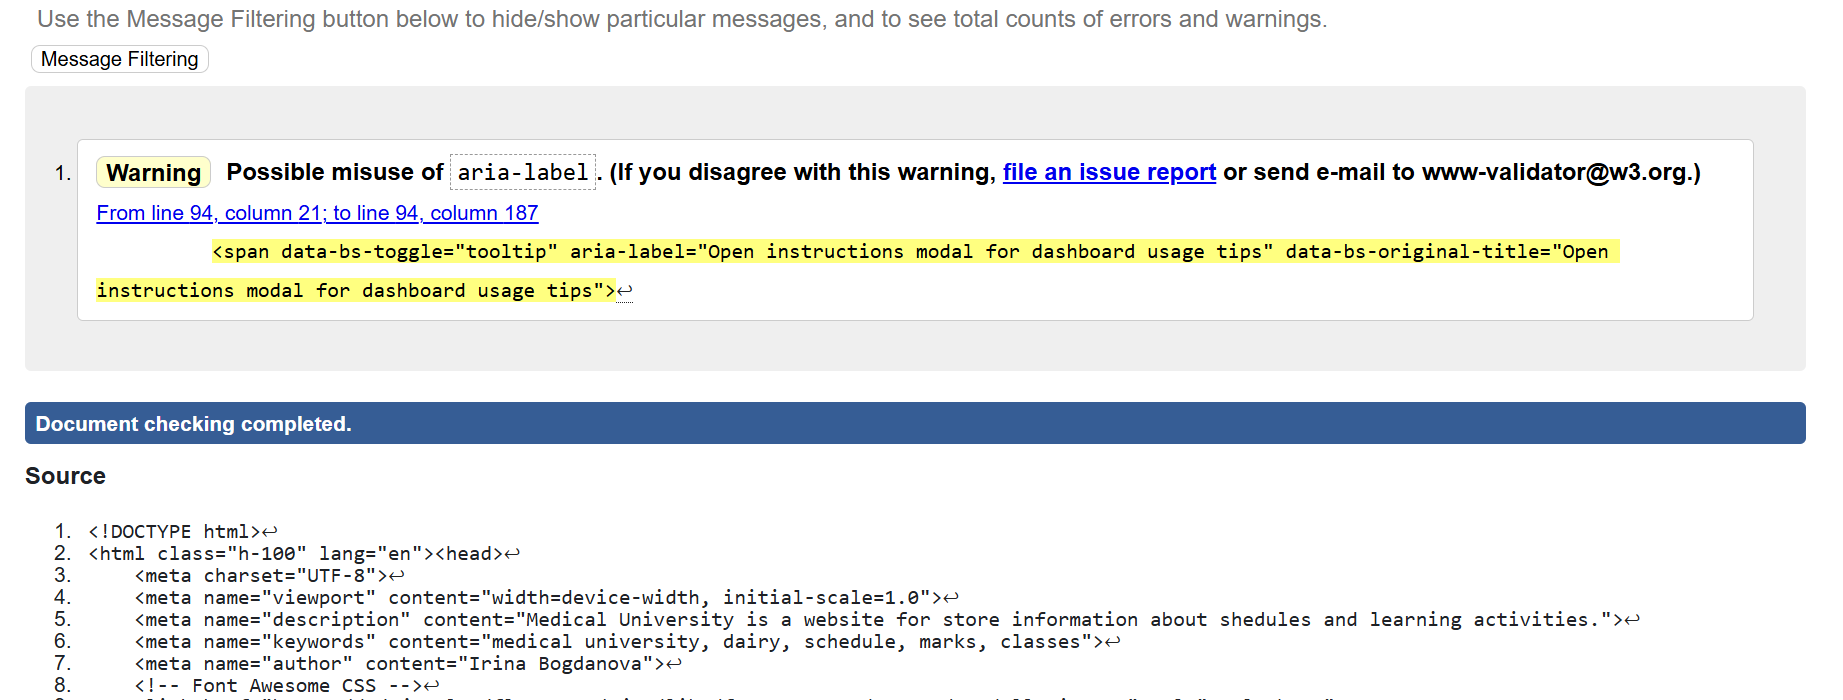 Use the Message Filtering button below to hide/show particular messages, and to see total counts of errors and warnings.
Message Filtering
1. Warning Possible misuse of aria-label. (If you disagree with this warning, file an issue report or send e-mail to www-validator@w3.org.)
From line 94, column 21; to line 94, column 187
<span data-bs-toggle="tooltip" aria-label="Open instructions modal for dashboard usage tips" data-bs-original-title="Open
instructions modal for dashboard usage tips">↩
Document checking completed.
Source
1. <!DOCTYPE html>↩
2. <html class="h-100" lang="en"><head>↩
3. <meta charset="UTF-8">↩
4. <meta name="viewport" content="width=device-width, initial-scale=1.0">↩
5. <meta name="description" content="Medical University is a website for store information about shedules and learning activities.">↩
6. <meta name="keywords" content="medical university, dairy, schedule, marks, classes">↩
7. <meta name="author" content="Irina Bogdanova">↩
8. <!-- Font Awesome CSS -->↩